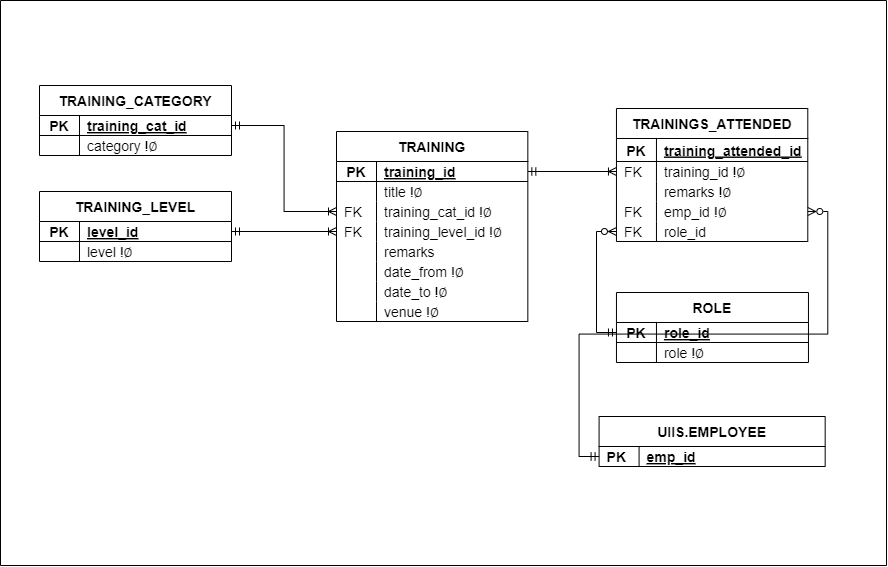 TRAINING_CATEGORY
PK training_cat_id
category !Ø
TRAINING_LEVEL
PK level_id
level !Ø
TRAINING
PK training_id
title !Ø
FK training_cat_id !Ø
FK training_level_id !Ø
remarks
date_from !Ø
date_to !Ø
venue !Ø
TRAININGS_ATTENDED
PK training_attended_id
FK training_id !Ø
remarks !Ø
FK emp_id !Ø
FK role_id
ROLE
PK role_id
role !Ø
UIIS.EMPLOYEE
PK emp_id